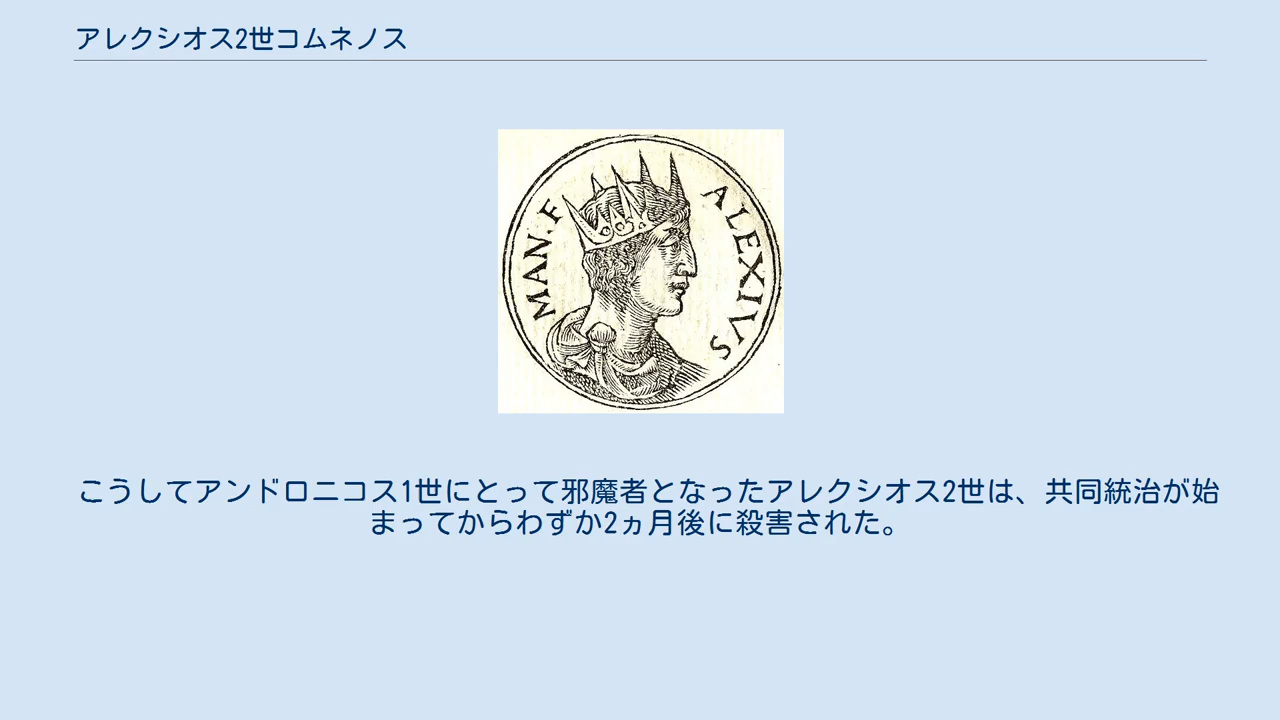 アレクシオス2世コムネノス
MAN.F
ALEXIVS
こうしてアンドロニコス1世にとって邪魔者となったアレクシオス2世は、共同統治が始
まってからわずか2ヵ月後に殺害された。